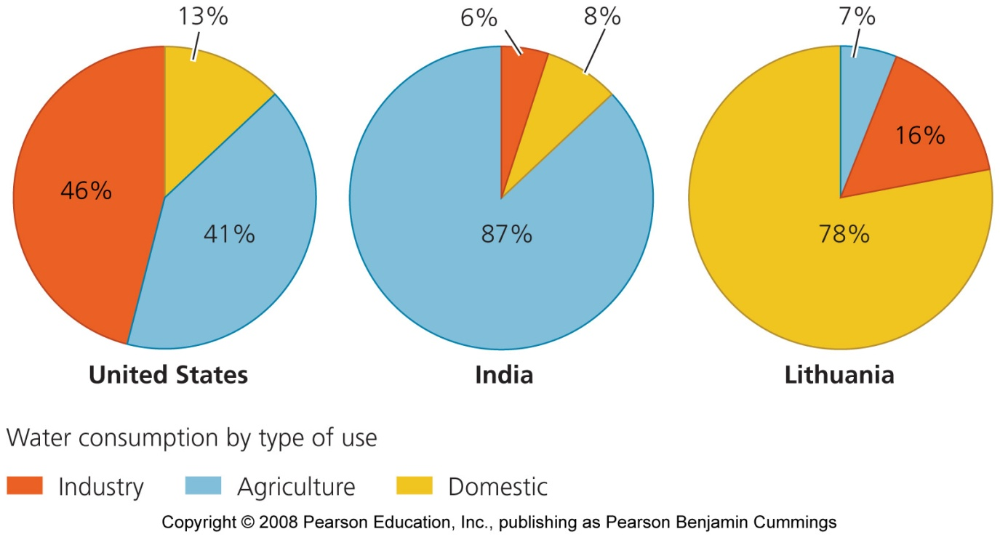 13%
46%
41%
United States
6%
8%
87%
India
7%
16%
78%
Lithuania
Water consumption by type of use
Industry Agriculture Domestic
Copyright © 2008 Pearson Education, Inc., publishing as Pearson Benjamin Cummings